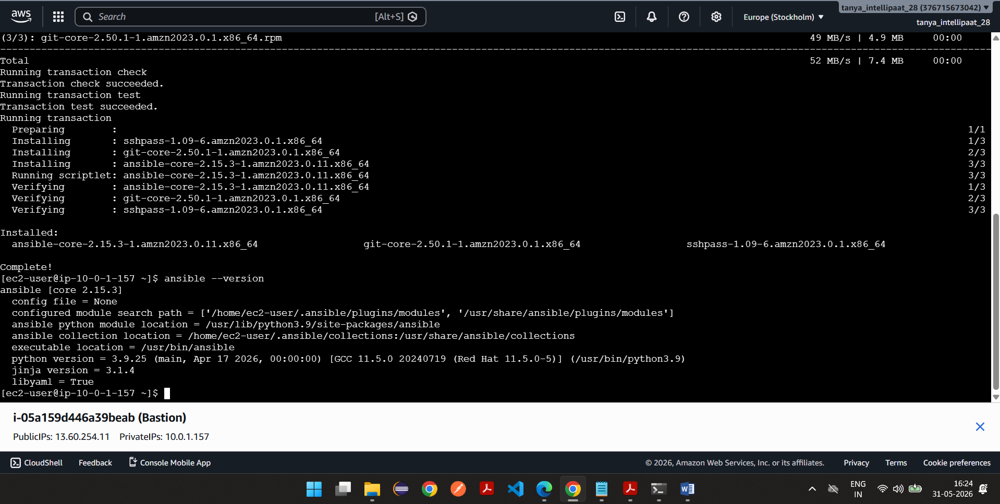 aws
Search
[Alt+S]
Europe (Stockholm) ▼
tanya_intellipaat_28 (376715673042) ▼
tanya_intellipaat_28
(3/3): git-core-2.50.1-1.amzn2023.0.1.x86_64.rpm 49 MB/s | 4.9 MB 00:00
--------------------------------------------------------------------------------
Total 52 MB/s | 7.4 MB 00:00
Running transaction check
Transaction check succeeded.
Running transaction test
Transaction test succeeded.
Running transaction
  Preparing        : 1/1
  Installing       : sshpass-1.09-6.amzn2023.0.1.x86_64 1/3
  Installing       : git-core-2.50.1-1.amzn2023.0.1.x86_64 2/3
  Installing       : ansible-core-2.15.3-1.amzn2023.0.11.x86_64 3/3
  Running scriptlet: ansible-core-2.15.3-1.amzn2023.0.11.x86_64 3/3
  Verifying        : ansible-core-2.15.3-1.amzn2023.0.11.x86_64 1/3
  Verifying        : git-core-2.50.1-1.amzn2023.0.1.x86_64 2/3
  Verifying        : sshpass-1.09-6.amzn2023.0.1.x86_64 3/3
Installed:
  ansible-core-2.15.3-1.amzn2023.0.11.x86_64 git-core-2.50.1-1.amzn2023.0.1.x86_64 sshpass-1.09-6.amzn2023.0.1.x86_64
Complete!
[ec2-user@ip-10-0-1-157 ~]$ ansible --version
ansible [core 2.15.3]
  config file = None
  configured module search path = ['/home/ec2-user/.ansible/plugins/modules', '/usr/share/ansible/plugins/modules']
  ansible python module location = /usr/lib/python3.9/site-packages/ansible
  ansible collection location = /home/ec2-user/.ansible/collections:/usr/share/ansible/collections
  executable location = /usr/bin/ansible
  python version = 3.9.25 (main, Apr 17 2026, 00:00:00) [GCC 11.5.0 20240719 (Red Hat 11.5.0-5)] (/usr/bin/python3.9)
  jinja version = 3.1.4
  libyaml = True
[ec2-user@ip-10-0-1-157 ~]$
i-05a159d446a39beab (Bastion)
PublicIPs: 13.60.254.11 PrivateIPs: 10.0.1.157
CloudShell Feedback Console Mobile App © 2026, Amazon Web Services, Inc. or its affiliates. Privacy Terms Cookie preferences
ENG
IN
16:24
31-05-2026